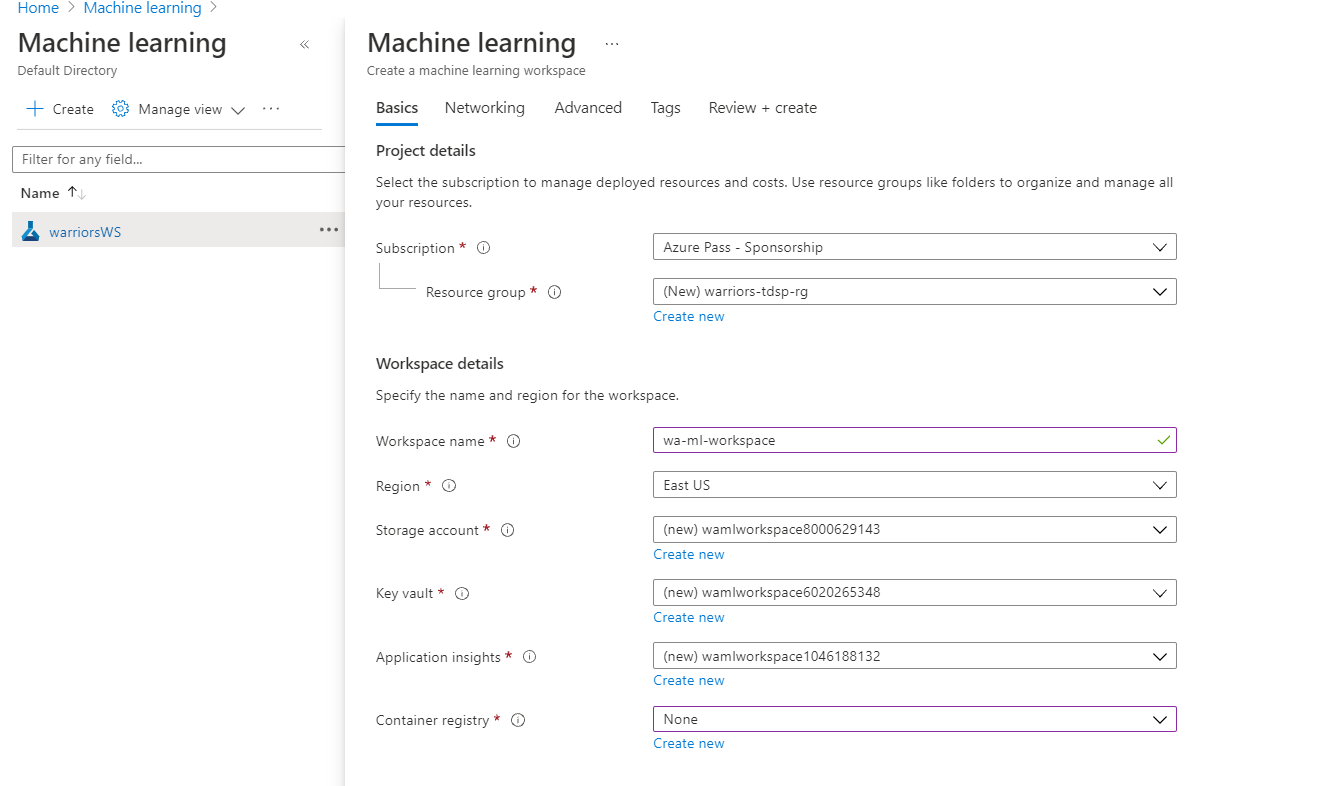 Home > Machine learning >
Machine learning
Default Directory
Create
Manage view
Filter for any field...
Name
warriorsWS
Machine learning
Create a machine learning workspace
Basics
Networking
Advanced
Tags
Review + create
Project details
Select the subscription to manage deployed resources and costs. Use resource groups like folders to organize and manage all
your resources.
Subscription *
Azure Pass - Sponsorship
Resource group *
(New) warriors-tdsp-rg
Create new
Workspace details
Specify the name and region for the workspace.
Workspace name *
wa-ml-workspace
Region *
East US
Storage account *
(new) wamlworkspace8000629143
Create new
Key vault *
(new) wamlworkspace6020265348
Create new
Application insights *
(new) wamlworkspace1046188132
Create new
Container registry *
None
Create new